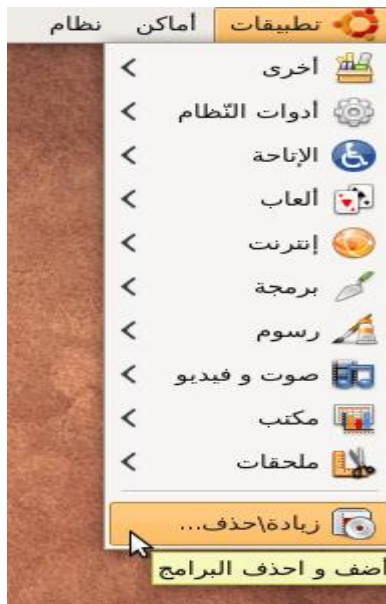 تطبيقات أماكن نظام
أخرى
أدوات النّظام
الإتاحة
ألعاب
إنترنت
برمجة
رسوم
صوت و فيديو
مكتب
ملحقات
زيادة\حذف...
أضف و احذف البرامج